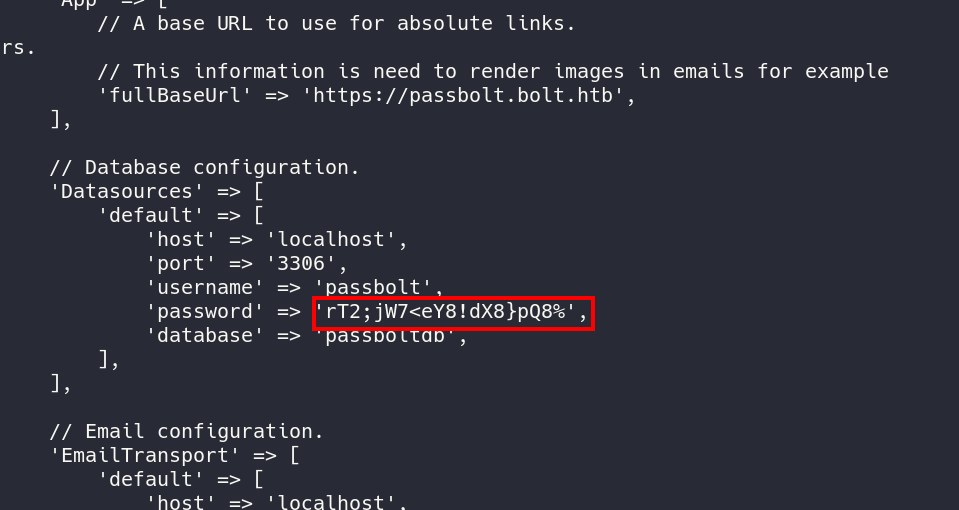 'App' => [
        // A base URL to use for absolute links.
rs.
        // This information is need to render images in emails for example
        'fullBaseUrl' => 'https://passbolt.bolt.htb',
    ],

    // Database configuration.
    'Datasources' => [
        'default' => [
            'host' => 'localhost',
            'port' => '3306',
            'username' => 'passbolt',
            'password' => 'rT2;jW7<eY8!dX8}pQ8%',
            'database' => 'passboltdb',
        ],
    ],

    // Email configuration.
    'EmailTransport' => [
        'default' => [
            'host' => 'localhost',